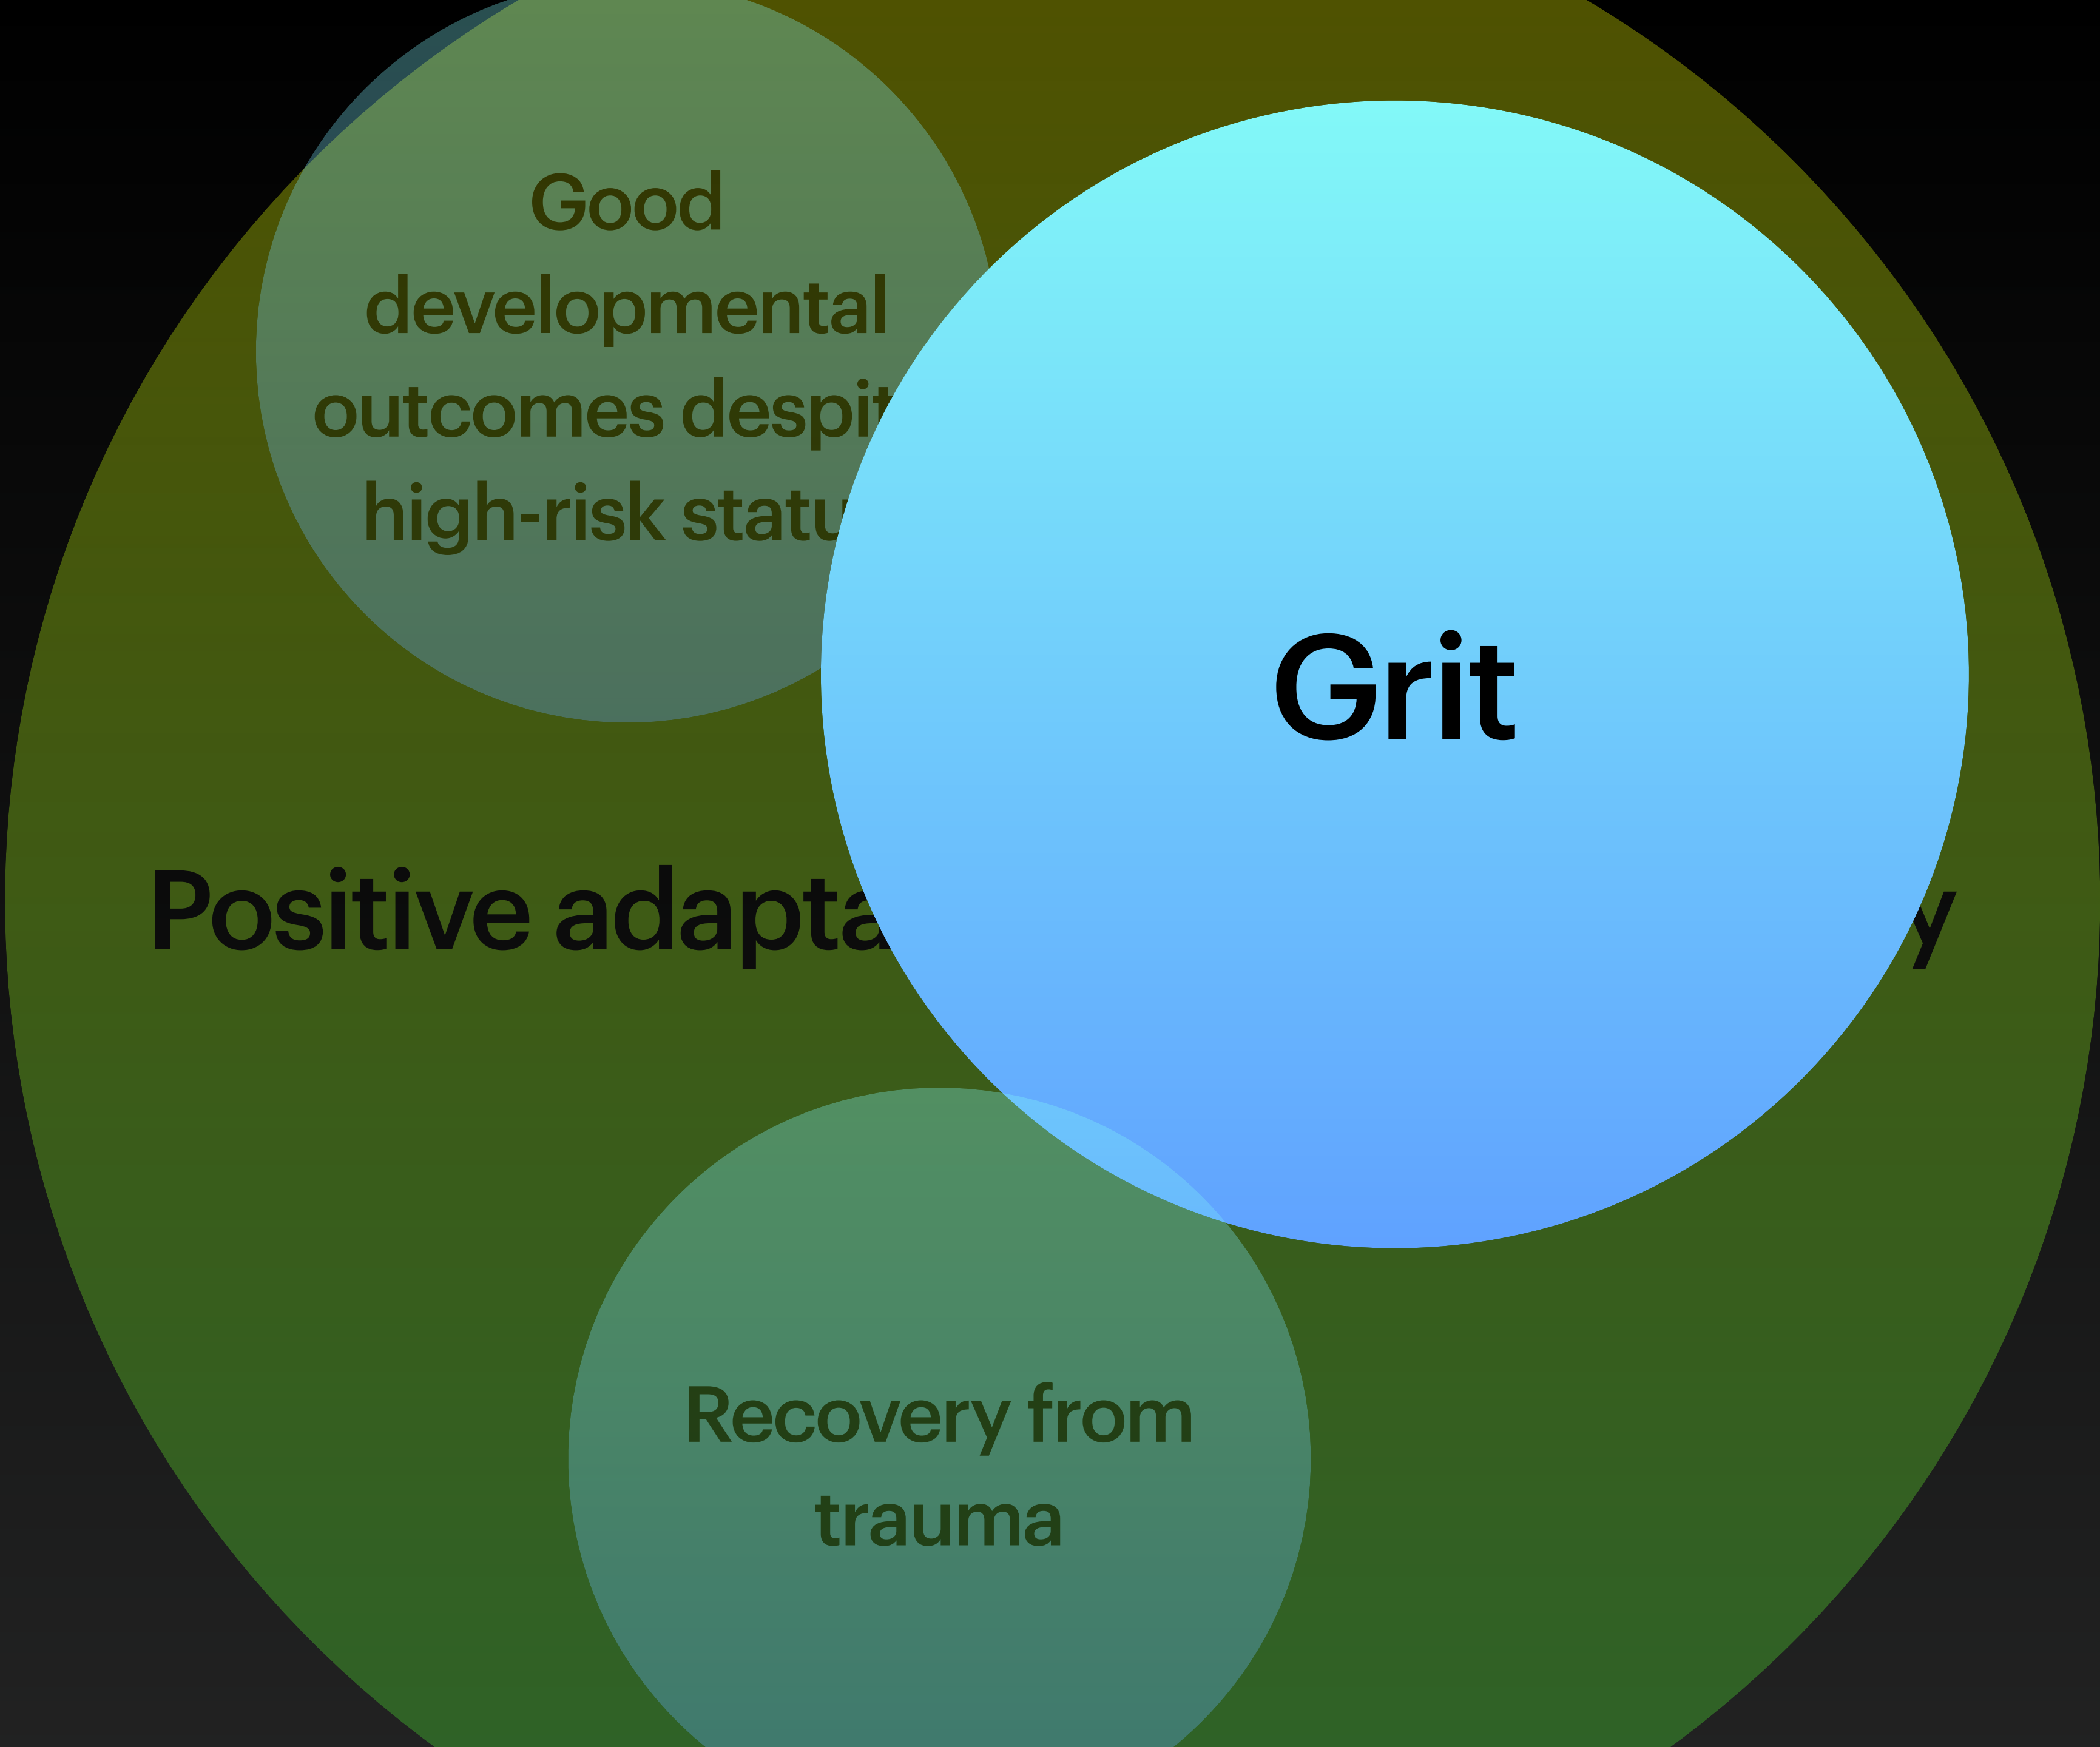 Good
developmental
outcomes despit
high-risk statu
Grit
Positive adapta y
Recovery from
trauma